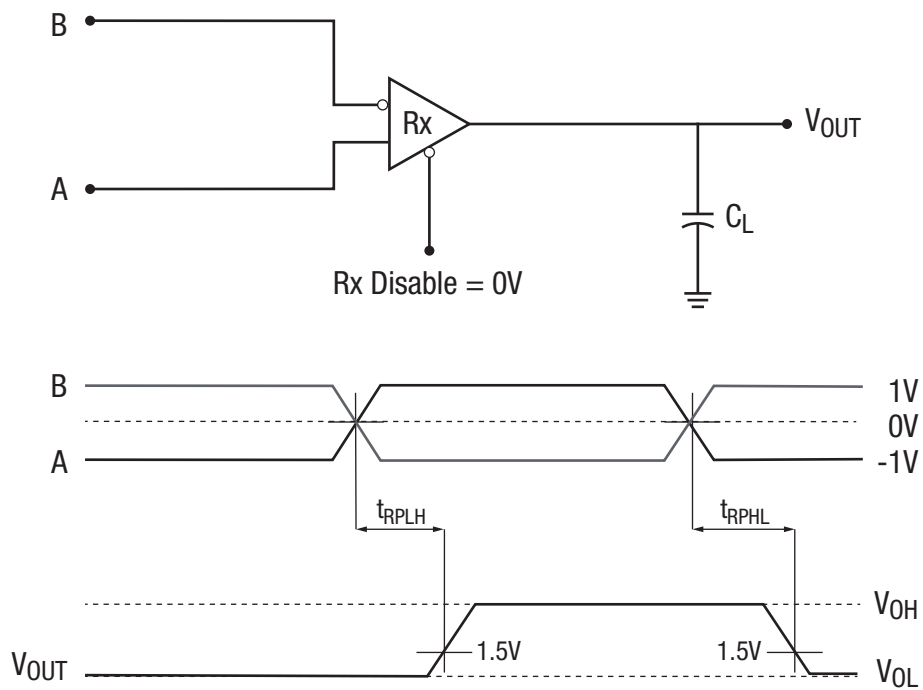 B
Rx
V_OUT
A
C_L
Rx Disable = 0V
B
1V
0V
A
-1V
t_RPLH
t_RPHL
V_OH
1.5V
1.5V
V_OUT
V_OL